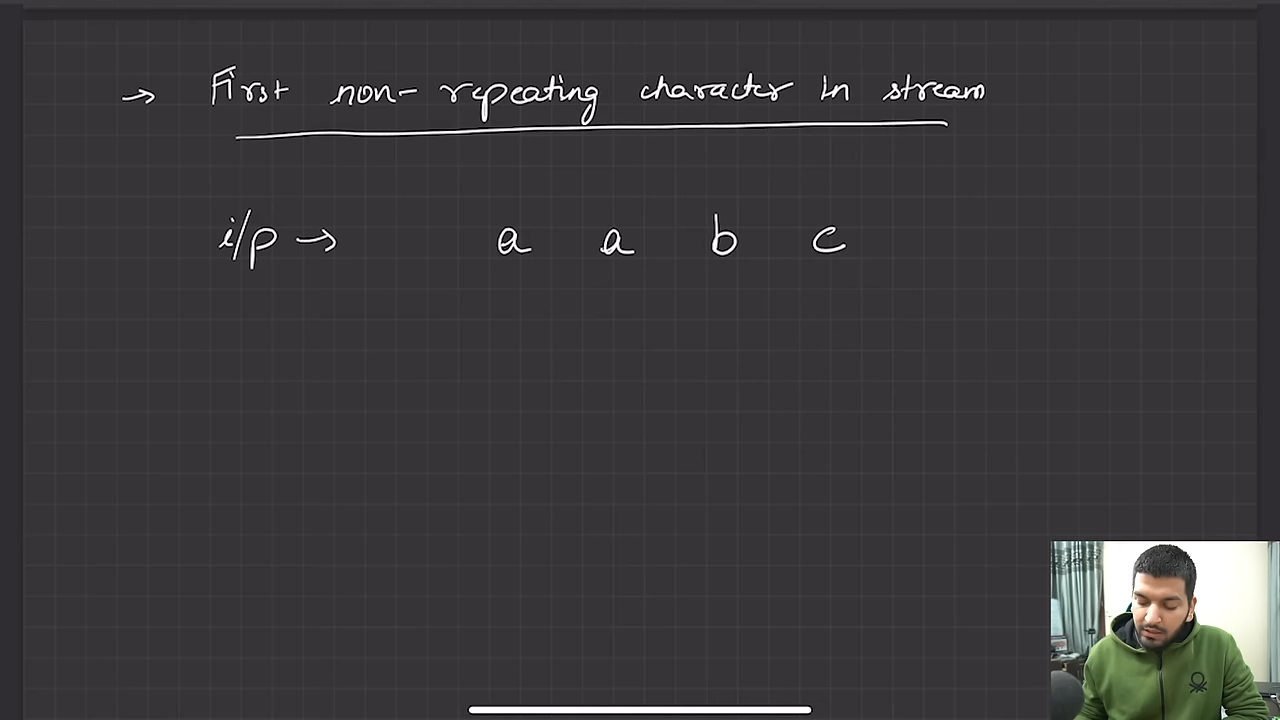 → First non-repeating character in stream
i/p → a a b c